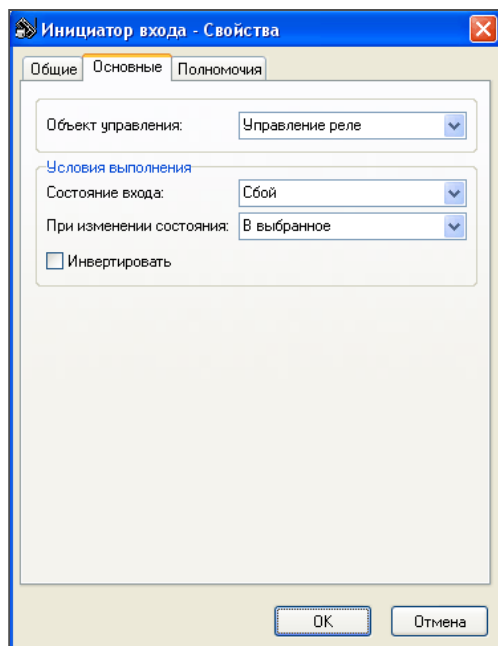 Инициатор входа - Свойства
Общие Основные Полномочия
Объект управления: Управление реле
Условия выполнения
Состояние входа: Сбой
При изменении состояния: В выбранное
Инвертировать
OK Отмена